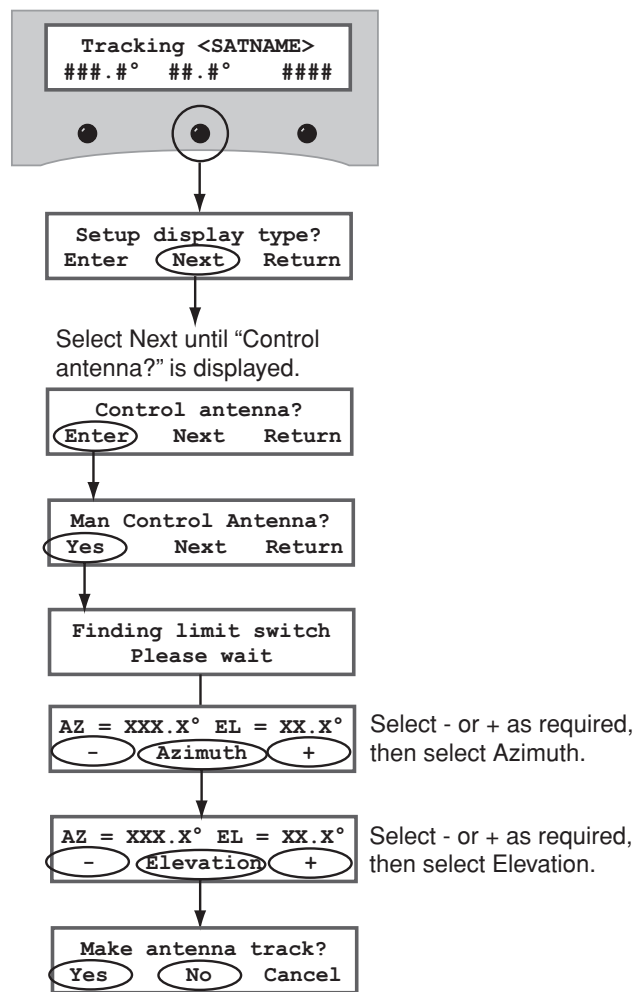 Tracking <SATNAME>
###.#° ##.#° ####
Setup display type?
Enter Next Return
Select Next until “Control
antenna?” is displayed.
Control antenna?
Enter Next Return
Man Control Antenna?
Yes Next Return
Finding limit switch
Please wait
AZ = XXX.X° EL = XX.X°
- Azimuth +
Select - or + as required,
then select Azimuth.
AZ = XXX.X° EL = XX.X°
- Elevation +
Select - or + as required,
then select Elevation.
Make antenna track?
Yes No Cancel